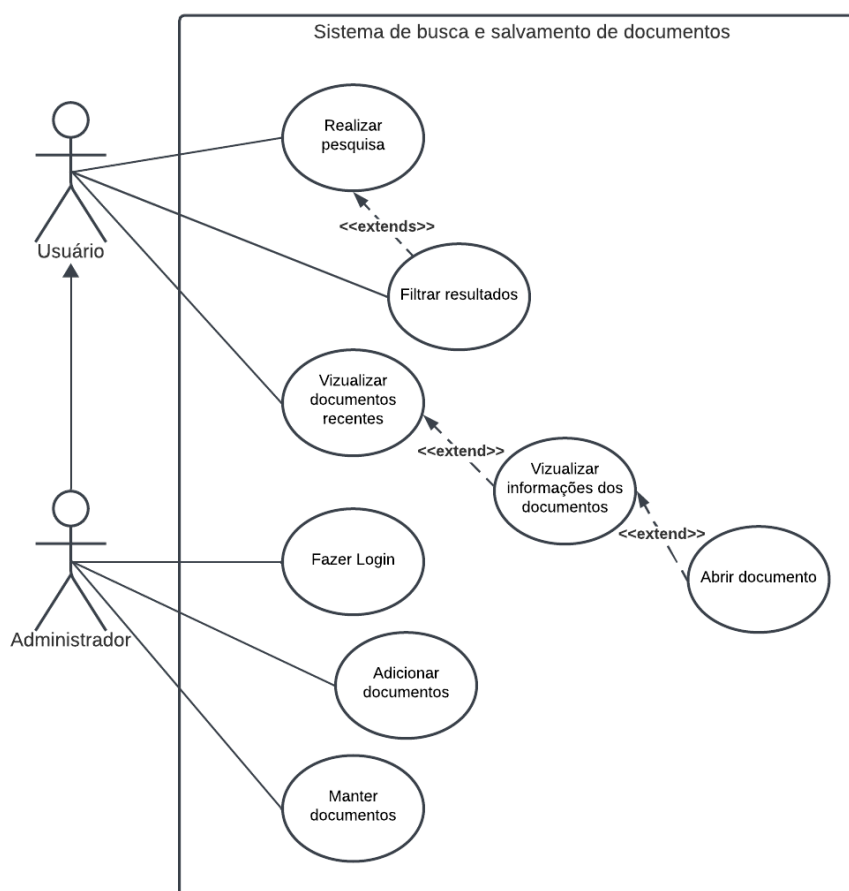 Sistema de busca e salvamento de documentos
Realizar
pesquisa
<<extends>>
Usuário
Filtrar resultados
Vizualizar
documentos
recentes
<<extend>>
Vizualizar
informações dos
documentos
<<extend>>
Fazer Login
Abrir documento
Administrador
Adicionar
documentos
Manter
documentos